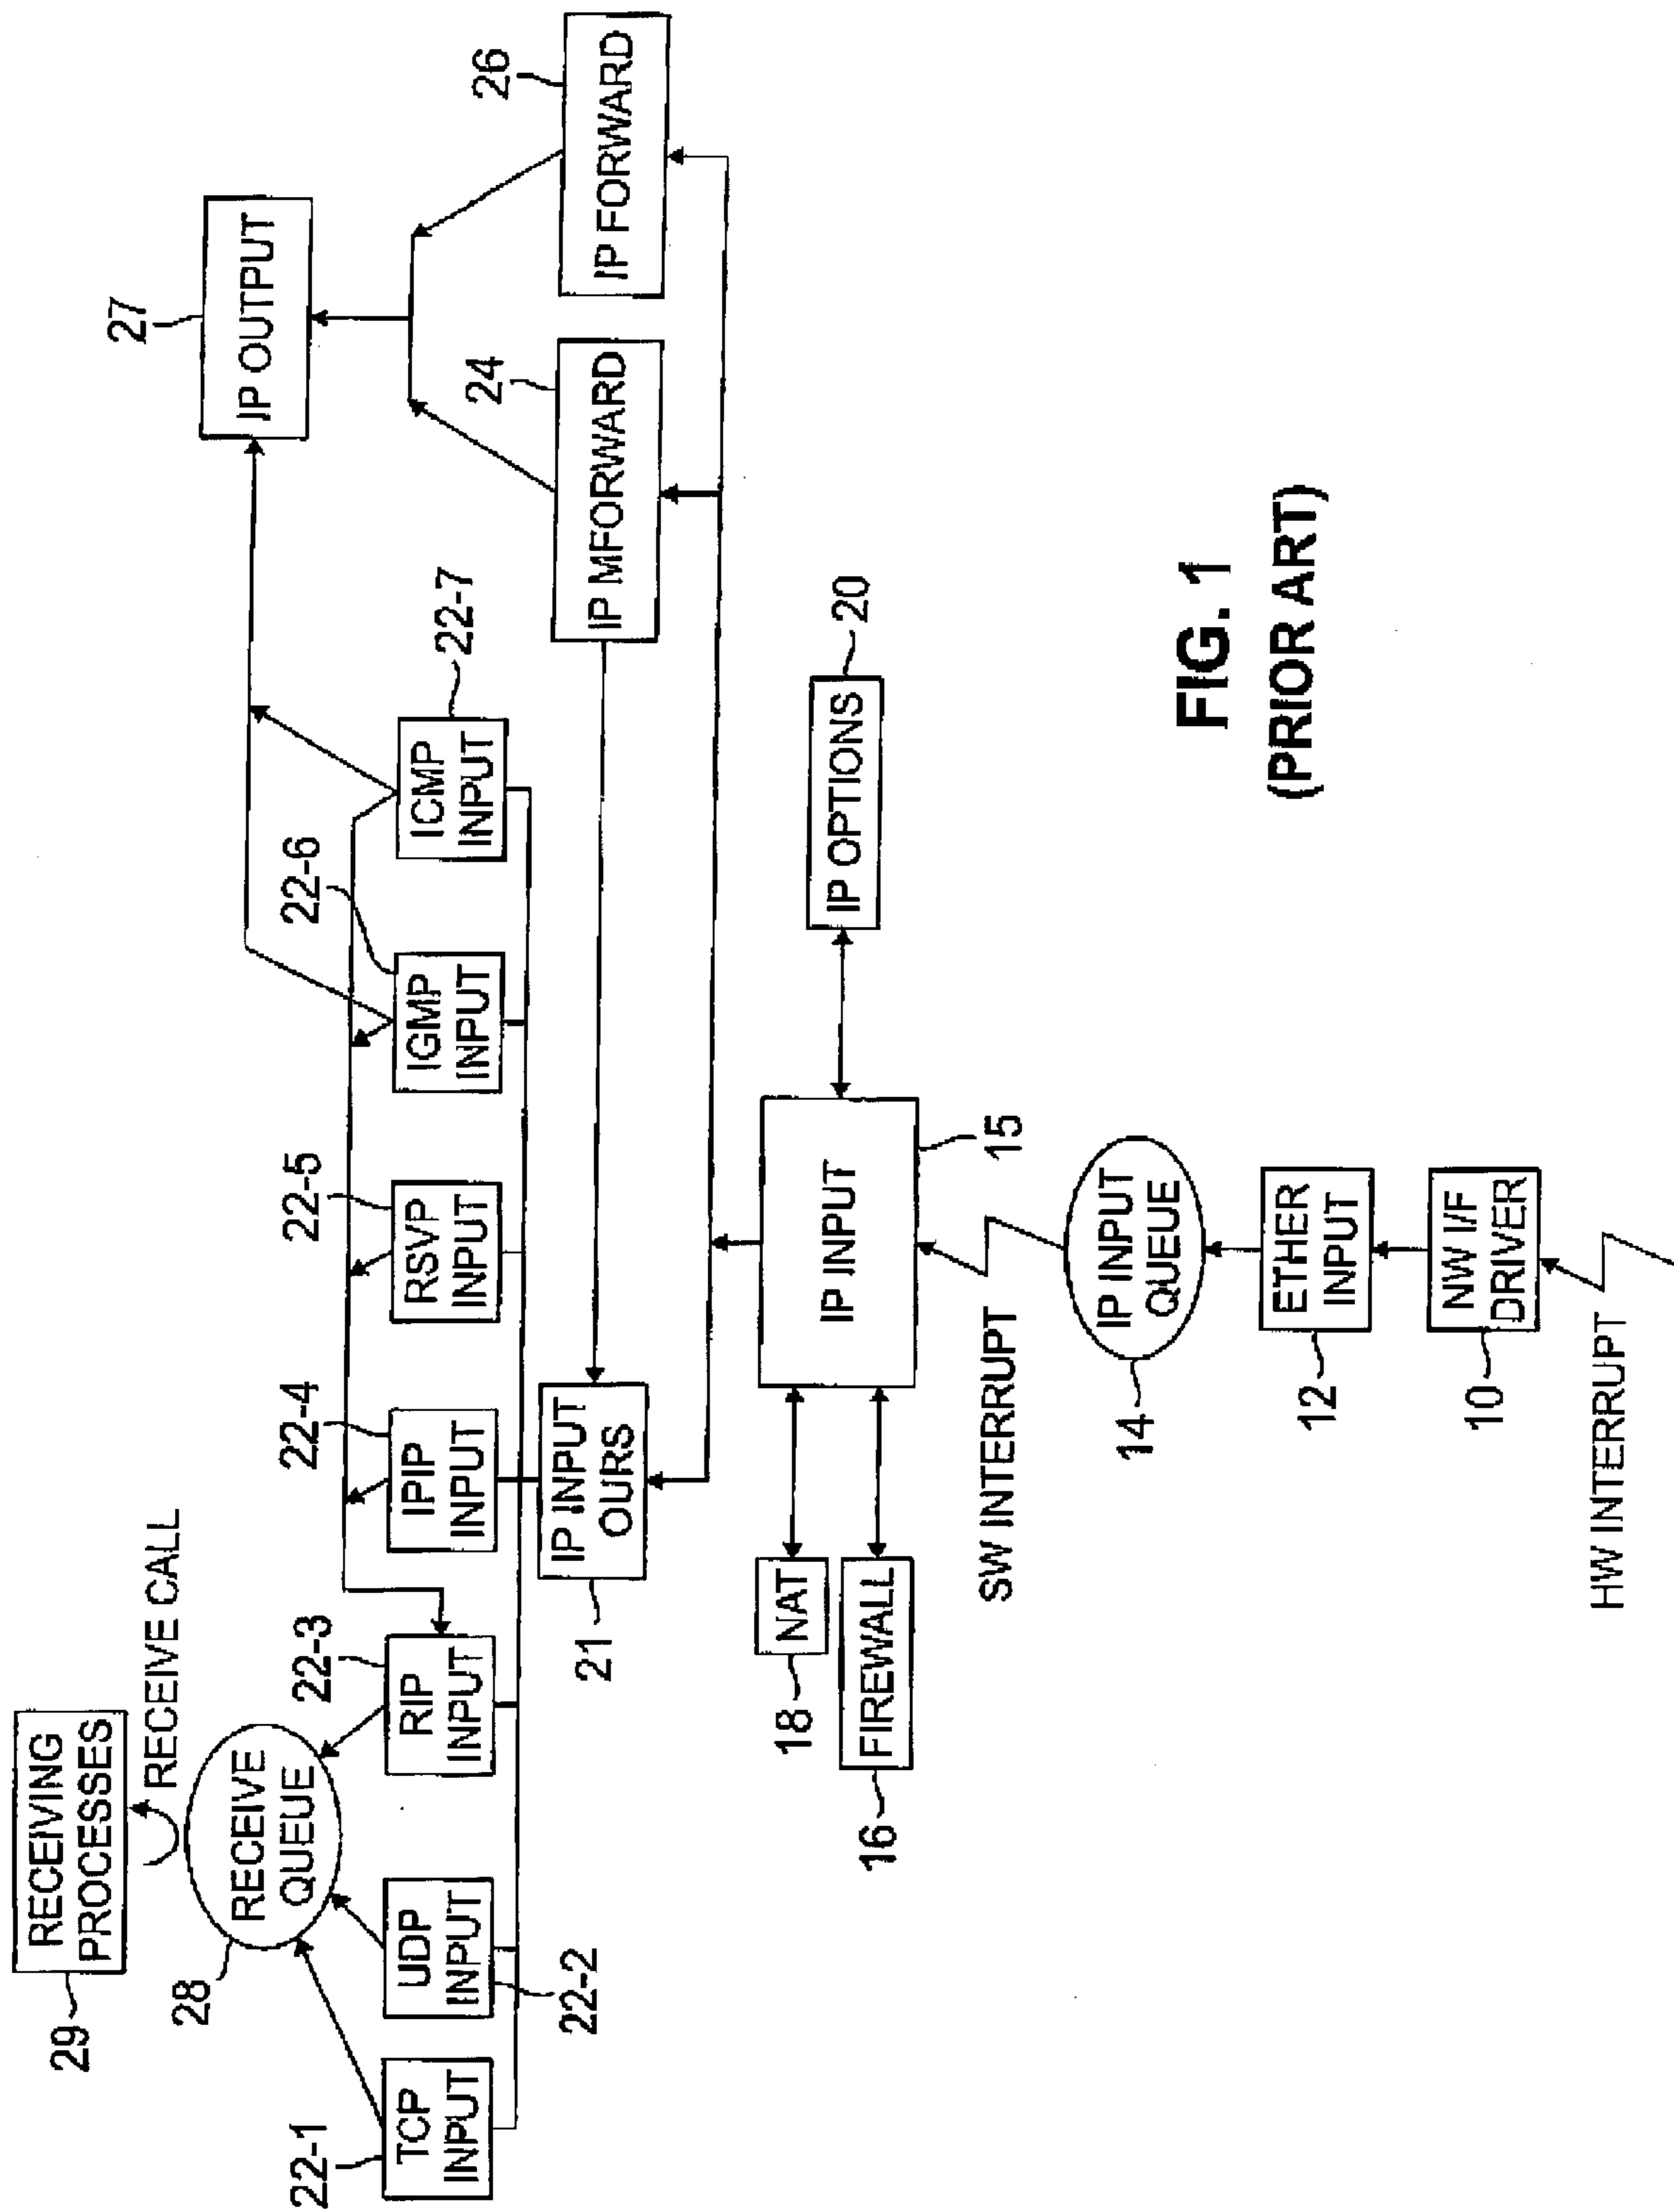 29
RECEIVING
PROCESSES
RECEIVE CALL
28
RECEIVE
QUEUE
27
IP OUTPUT
22-1
TCP
INPUT
UDP
INPUT
22-2
22-3
RIP
INPUT
22-4
IPIP
INPUT
22-5
RSVP
INPUT
22-6
IGMP
INPUT
ICMP
INPUT
22-7
24
IP MFORWARD
26
IP FORWARD
21
IP INPUT
OURS
18
NAT
16
FIREWALL
IP INPUT
15
IP OPTIONS
20
SW INTERRUPT
14
IP INPUT
QUEUE
12
ETHER
INPUT
10
NW I/F
DRIVER
HW INTERRUPT
FIG. 1
(PRIOR ART)